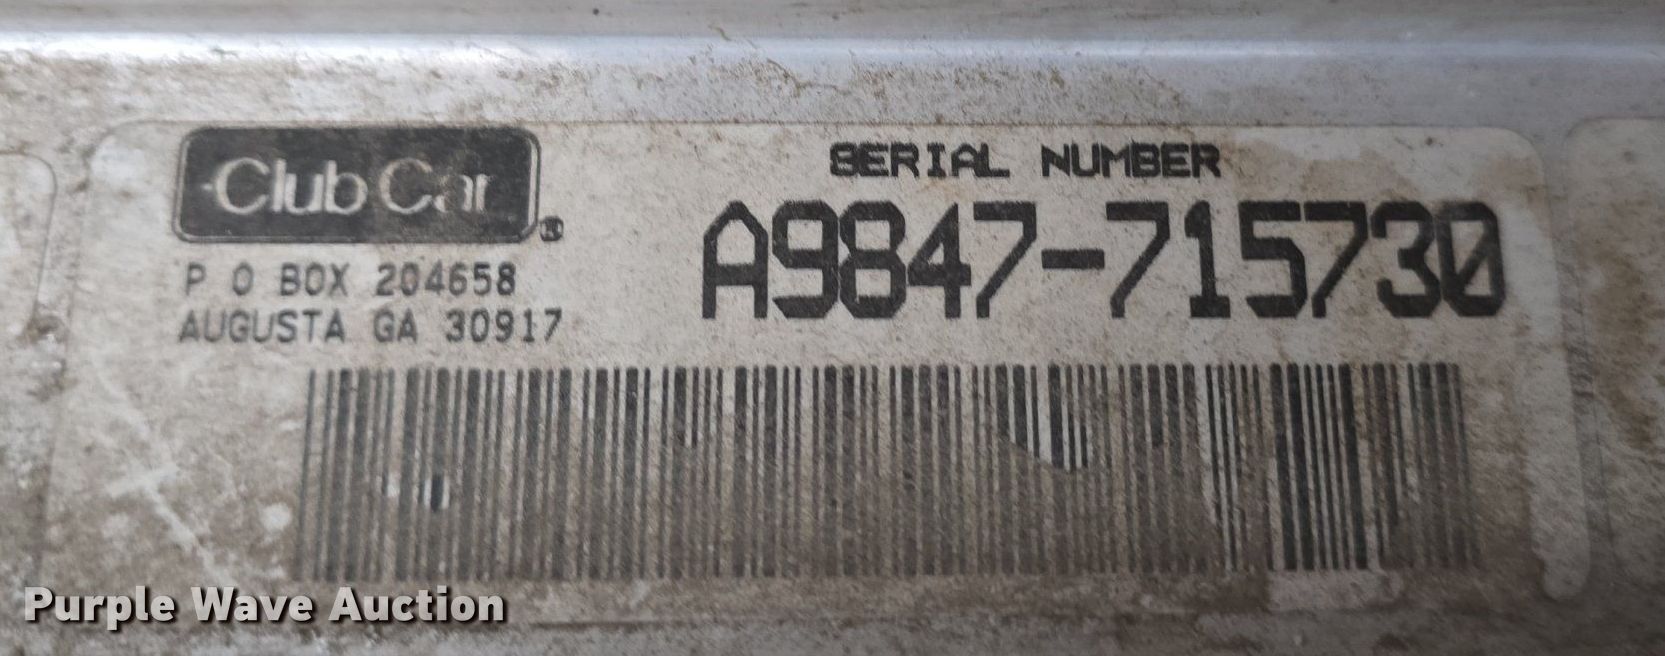 Club Car®
P O BOX 204658
AUGUSTA GA 30917
SERIAL NUMBER
A9847-715730
Purple Wave Auction